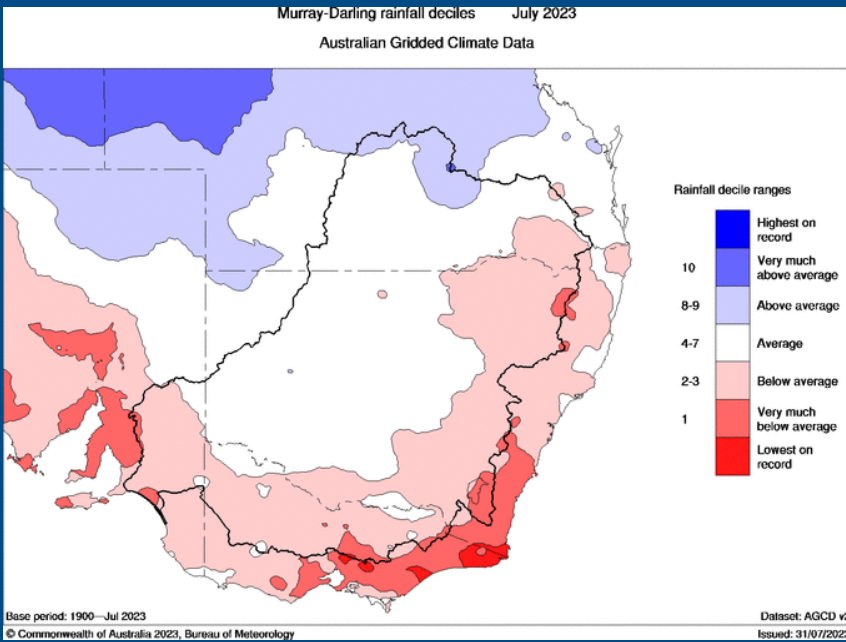 Murray-Darling rainfall deciles July 2023
Australian Gridded Climate Data
Rainfall decile ranges
Highest on
record
10 Very much
above average
8-9 Above average
4-7 Average
2-3 Below average
1 Very much
below average
Lowest on
record
Base period: 1900—Jul 2023
Dataset: AGCD v2
© Commonwealth of Australia 2023, Bureau of Meteorology
Issued: 31/07/202